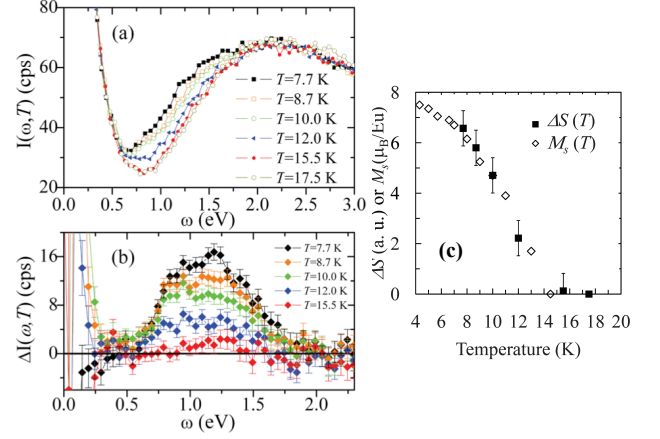 80
60
40
20
I(ω,T) (cps)
(a)
T=7.7 K
T=8.7 K
T=10.0 K
T=12.0 K
T=15.5 K
T=17.5 K
0.0 0.5 1.0 1.5 2.0 2.5 3.0
ω (eV)
16
8
0
ΔI(ω,T) (cps)
(b)
T=7.7 K
T=8.7 K
T=10.0 K
T=12.0 K
T=15.5 K
0.0 0.5 1.0 1.5 2.0
ω (eV)
8
6
4
2
0
ΔS (a. u.) or Mₛ(μ_B/Eu)
ΔS (T)
Mₛ (T)
(c)
4 6 8 10 12 14 16 18 20
Temperature (K)